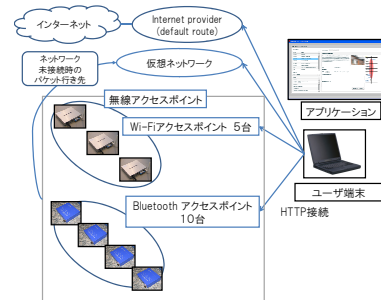 インターネット
Internet provider
(default route)
ネットワーク
未接続時の
パケット行き先
仮想ネットワーク
無線アクセスポイント
Wi-Fiアクセスポイント 5台
アプリケーション
Bluetooth アクセスポイント
10台
ユーザ端末
HTTP接続